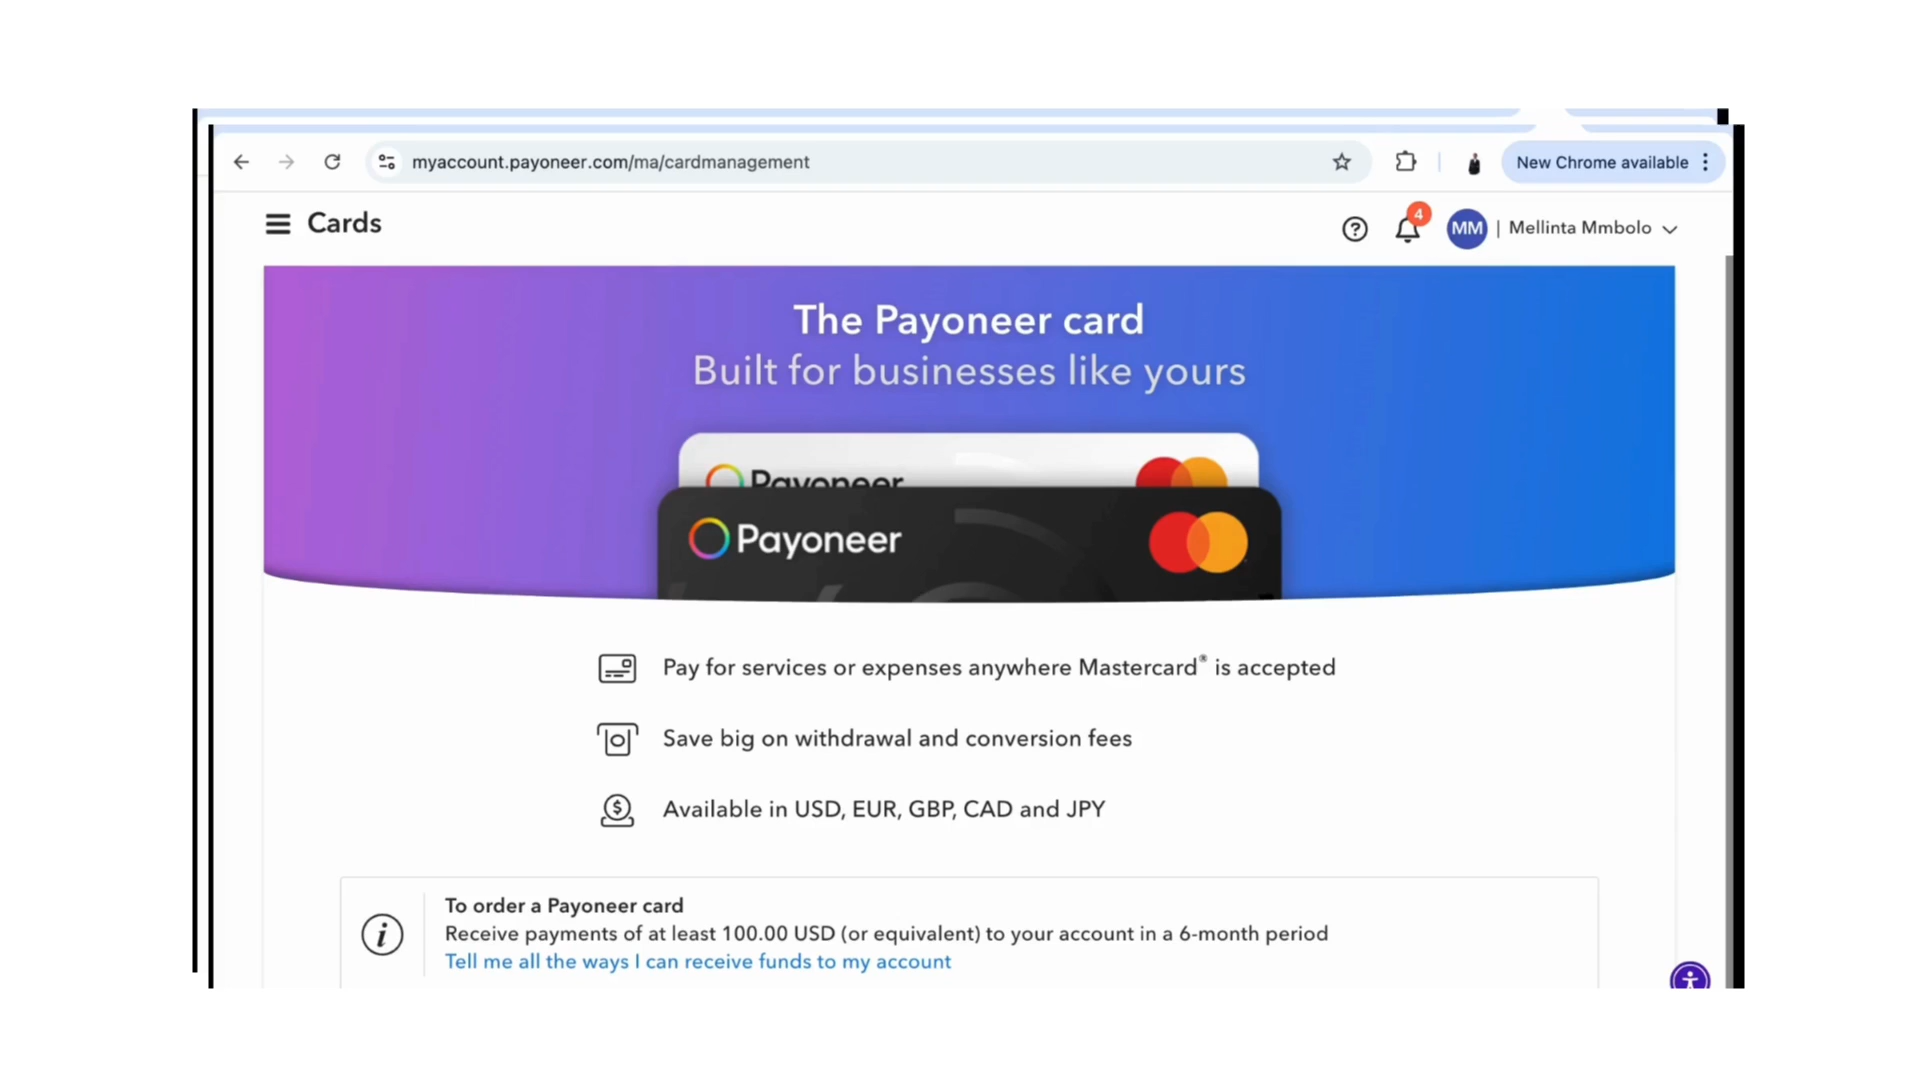 myaccount.payoneer.com/ma/cardmanagement
New Chrome available
Cards
4
MM | Mellinta Mmbolo
The Payoneer card
Built for businesses like yours
Payoneer
Payoneer
Pay for services or expenses anywhere Mastercard® is accepted
Save big on withdrawal and conversion fees
Available in USD, EUR, GBP, CAD and JPY
To order a Payoneer card
Receive payments of at least 100.00 USD (or equivalent) to your account in a 6-month period
Tell me all the ways I can receive funds to my account